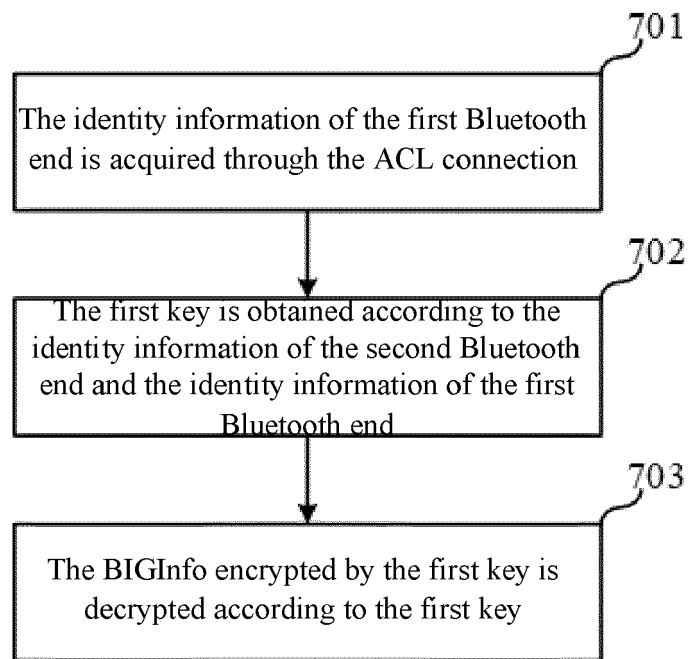 701
The identity information of the first Bluetooth
end is acquired through the ACL connection
702
The first key is obtained according to the
identity information of the second Bluetooth
end and the identity information of the first
Bluetooth end
703
The BIGInfo encrypted by the first key is
decrypted according to the first key